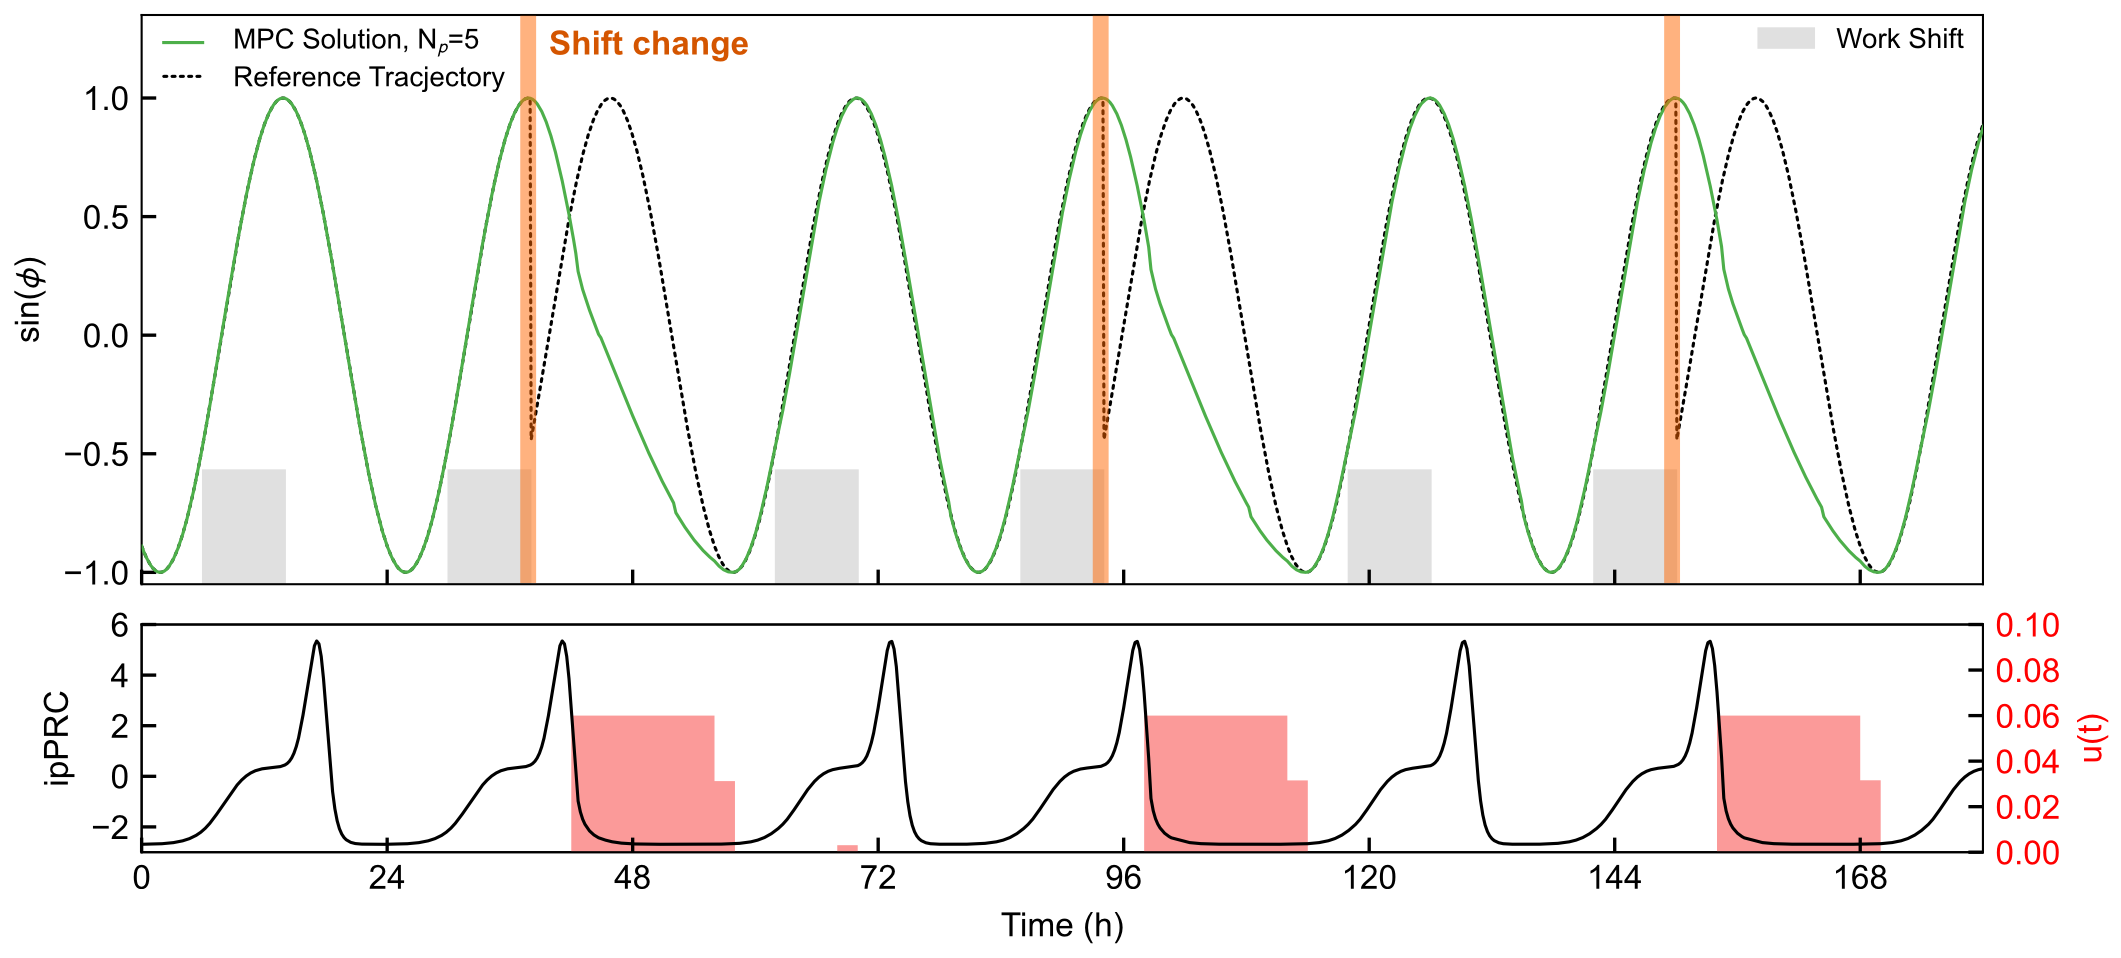 MPC Solution, Np=5
Reference Tracjectory
Shift change
Work Shift
1.0
0.5
0.0
−0.5
−1.0
sin(ϕ)
6
4
2
0
−2
ipPRC
0.10
0.08
0.06
0.04
0.02
0.00
u(t)
0 24 48 72 96 120 144 168
Time (h)